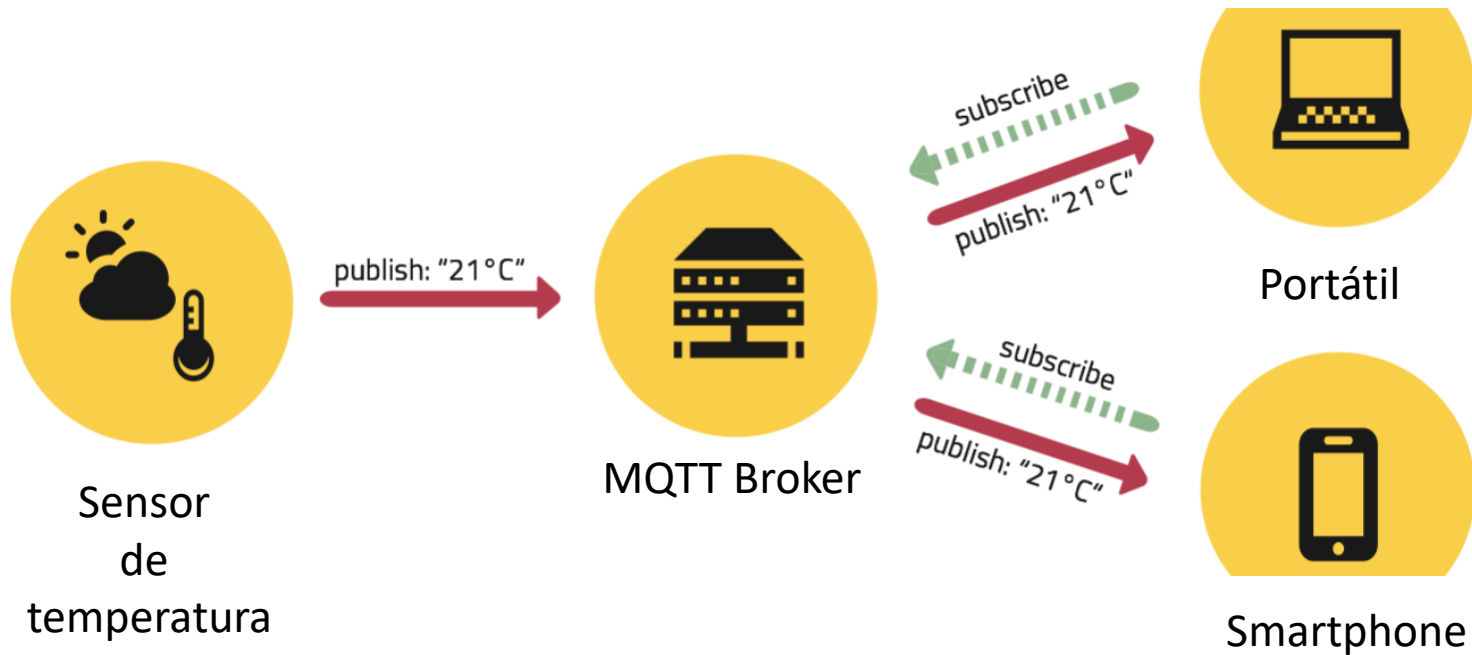 Sensor
de
temperatura
publish: "21°C"
MQTT Broker
subscribe
publish: "21°C"
Portátil
subscribe
publish: "21°C"
Smartphone